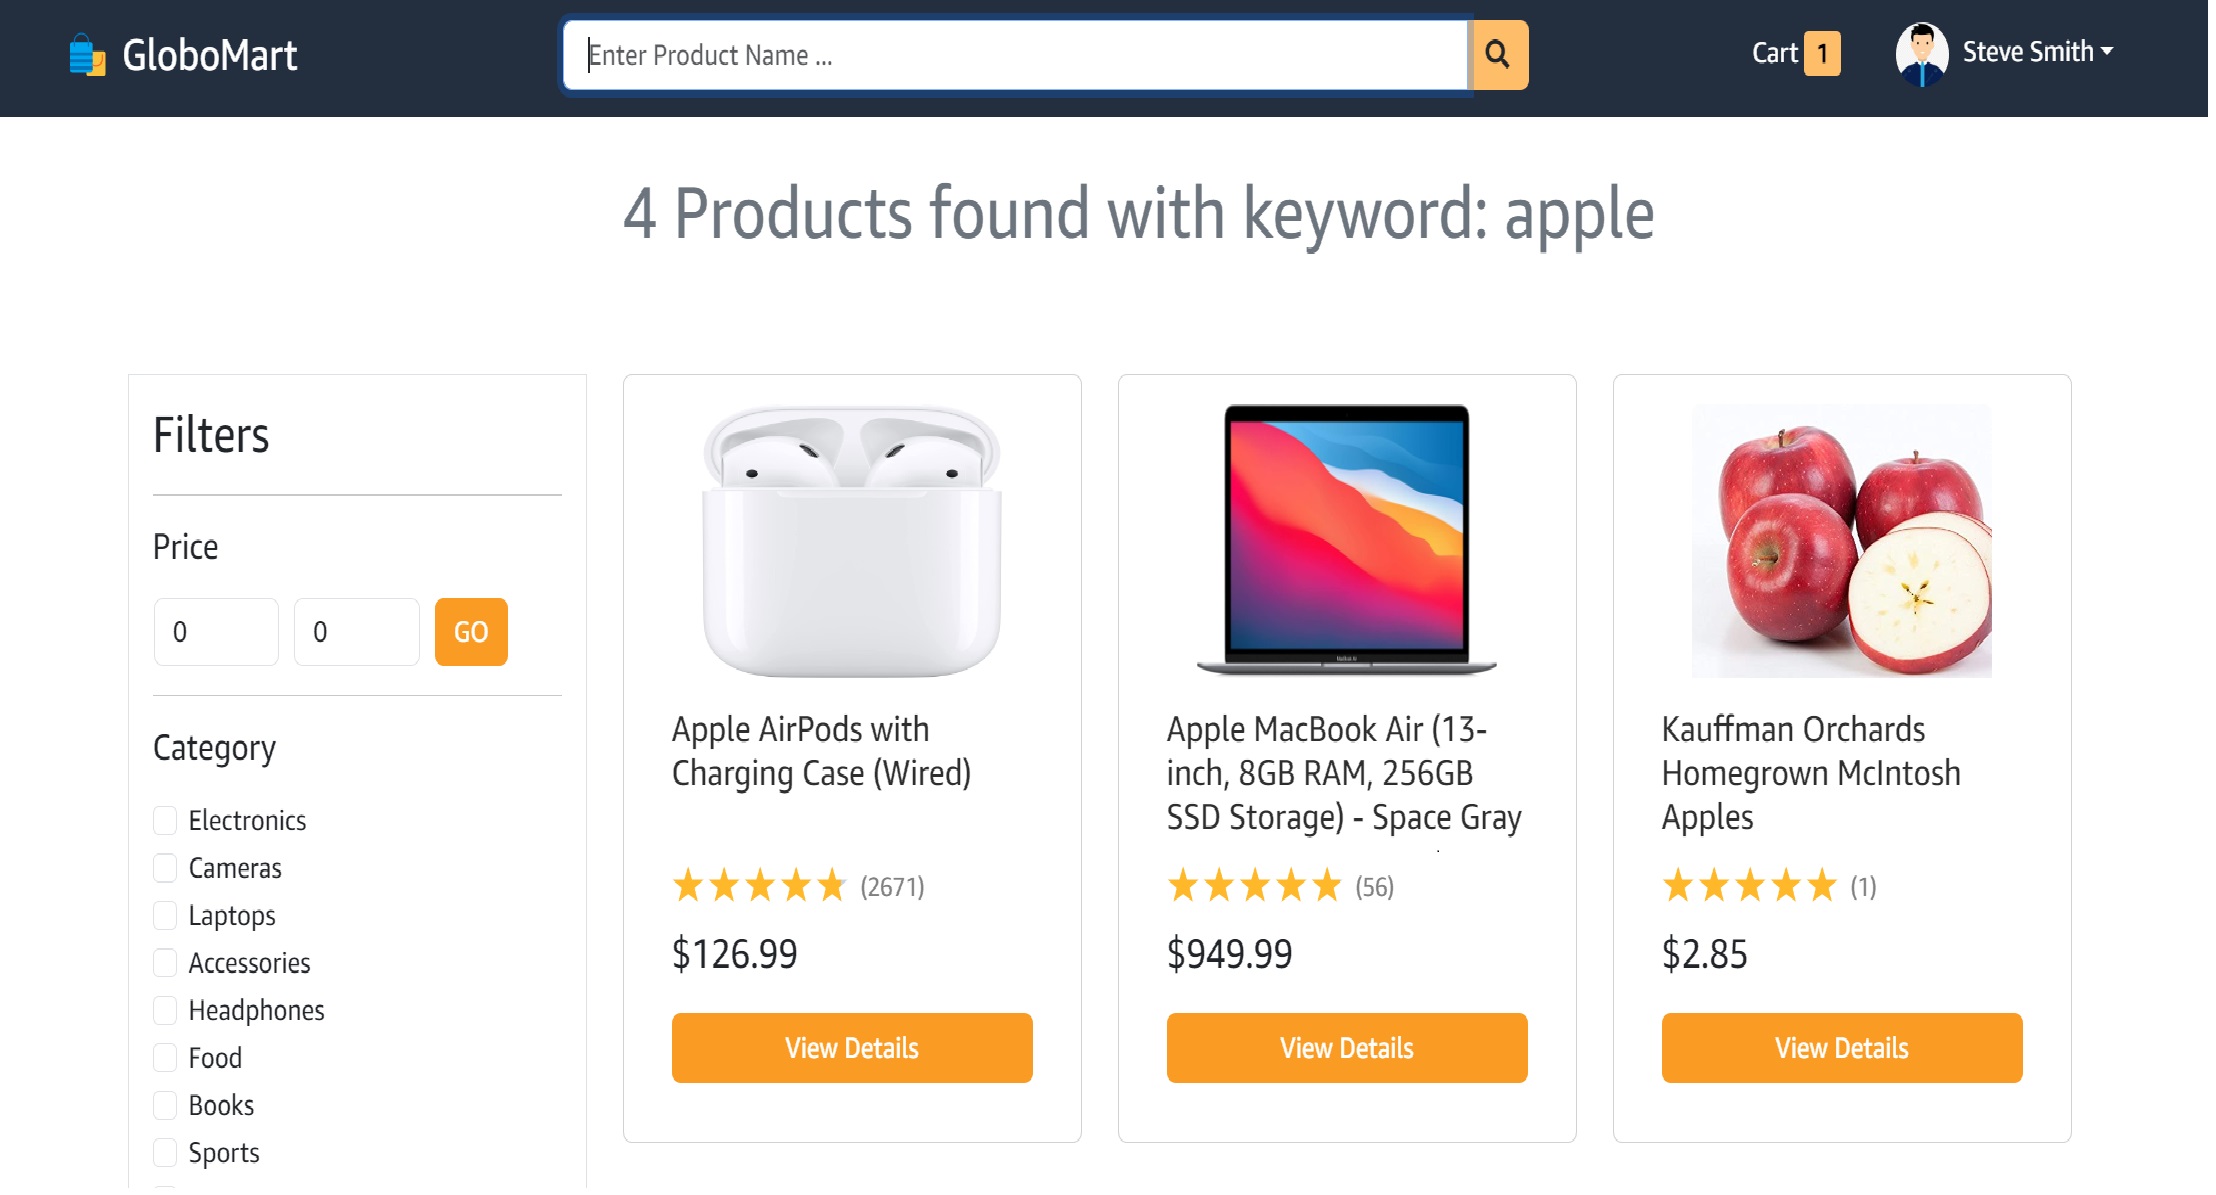 GloboMart
Enter Product Name ...
Cart 1
Steve Smith
4 Products found with keyword: apple
Filters
Price
0 0 GO
Category
Electronics
Cameras
Laptops
Accessories
Headphones
Food
Books
Sports
Apple AirPods with
Charging Case (Wired)
(2671)
$126.99
View Details
Apple MacBook Air (13-
inch, 8GB RAM, 256GB
SSD Storage) - Space Gray
(56)
$949.99
View Details
Kauffman Orchards
Homegrown McIntosh
Apples
(1)
$2.85
View Details